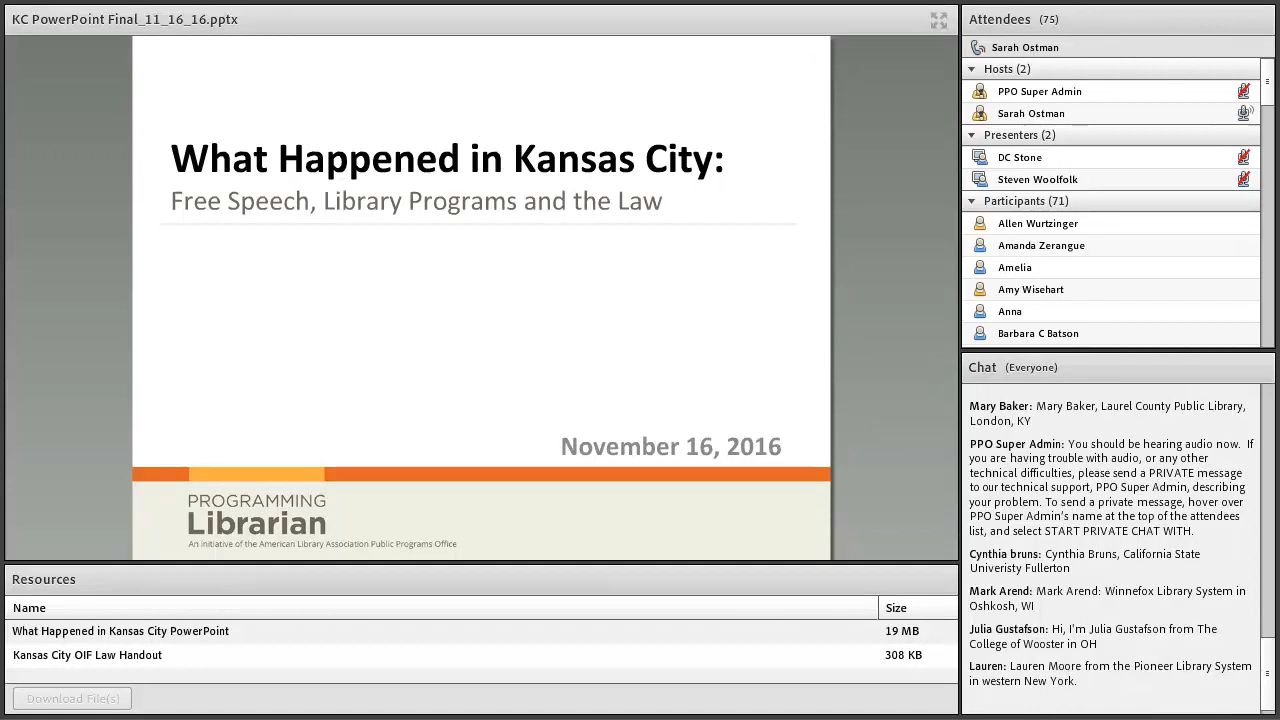 KC PowerPoint Final_11_16_16.pptx
What Happened in Kansas City:
Free Speech, Library Programs and the Law
November 16, 2016
PROGRAMMING
Librarian
An initiative of the American Library Association Public Programs Office
Resources
Name Size
What Happened in Kansas City PowerPoint 19 MB
Kansas City OIF Law Handout 308 KB
Download File(s)
Attendees (75)
Sarah Ostman
Hosts (2)
PPO Super Admin
Sarah Ostman
Presenters (2)
DC Stone
Steven Woolfolk
Participants (71)
Allen Wurtzinger
Amanda Zerangue
Amelia
Amy Wisehart
Anna
Barbara C Batson
Chat (Everyone)
Mary Baker: Mary Baker, Laurel County Public Library,
London, KY
PPO Super Admin: You should be hearing audio now. If
you are having trouble with audio, or any other
technical difficulties, please send a PRIVATE message
to our technical support, PPO Super Admin, describing
your problem. To send a private message, hover over
PPO Super Admin's name at the top of the attendees
list, and select START PRIVATE CHAT WITH.
Cynthia bruns: Cynthia Bruns, California State
Univeristy Fullerton
Mark Arend: Mark Arend: Winnefox Library System in
Oshkosh, WI
Julia Gustafson: Hi, I'm Julia Gustafson from The
College of Wooster in OH
Lauren: Lauren Moore from the Pioneer Library System
in western New York.